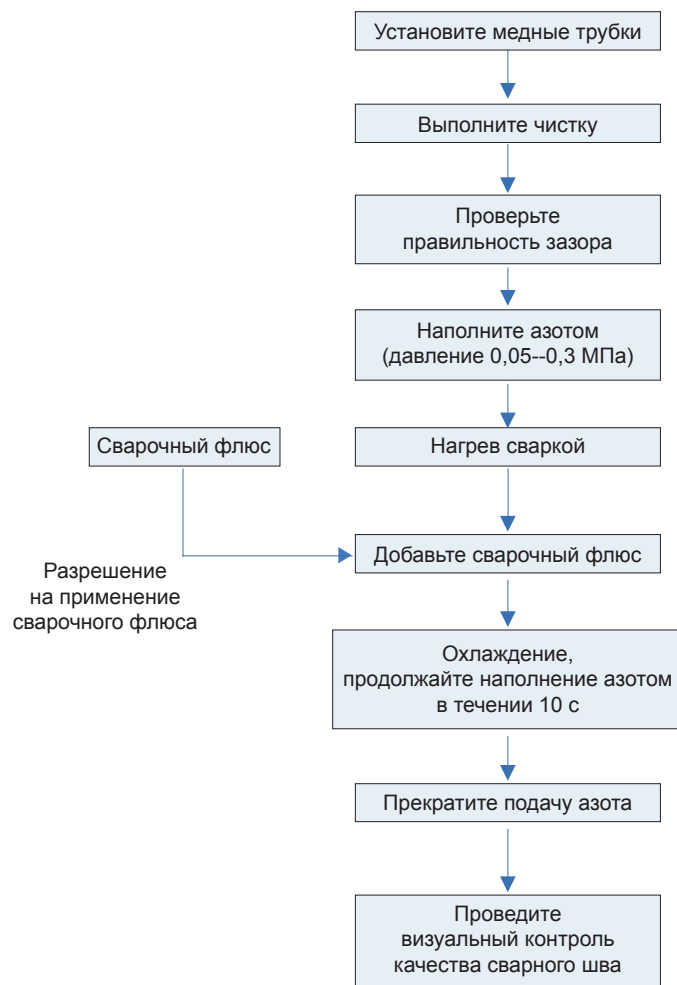 Установите медные трубки
Выполните чистку
Проверьте
правильность зазора
Наполните азотом
(давление 0,05--0,3 МПа)
Сварочный флюс
Нагрев сваркой
Добавьте сварочный флюс
Разрешение
на применение
сварочного флюса
Охлаждение,
продолжайте наполнение азотом
в течении 10 с
Прекратите подачу азота
Проведите
визуальный контроль
качества сварного шва